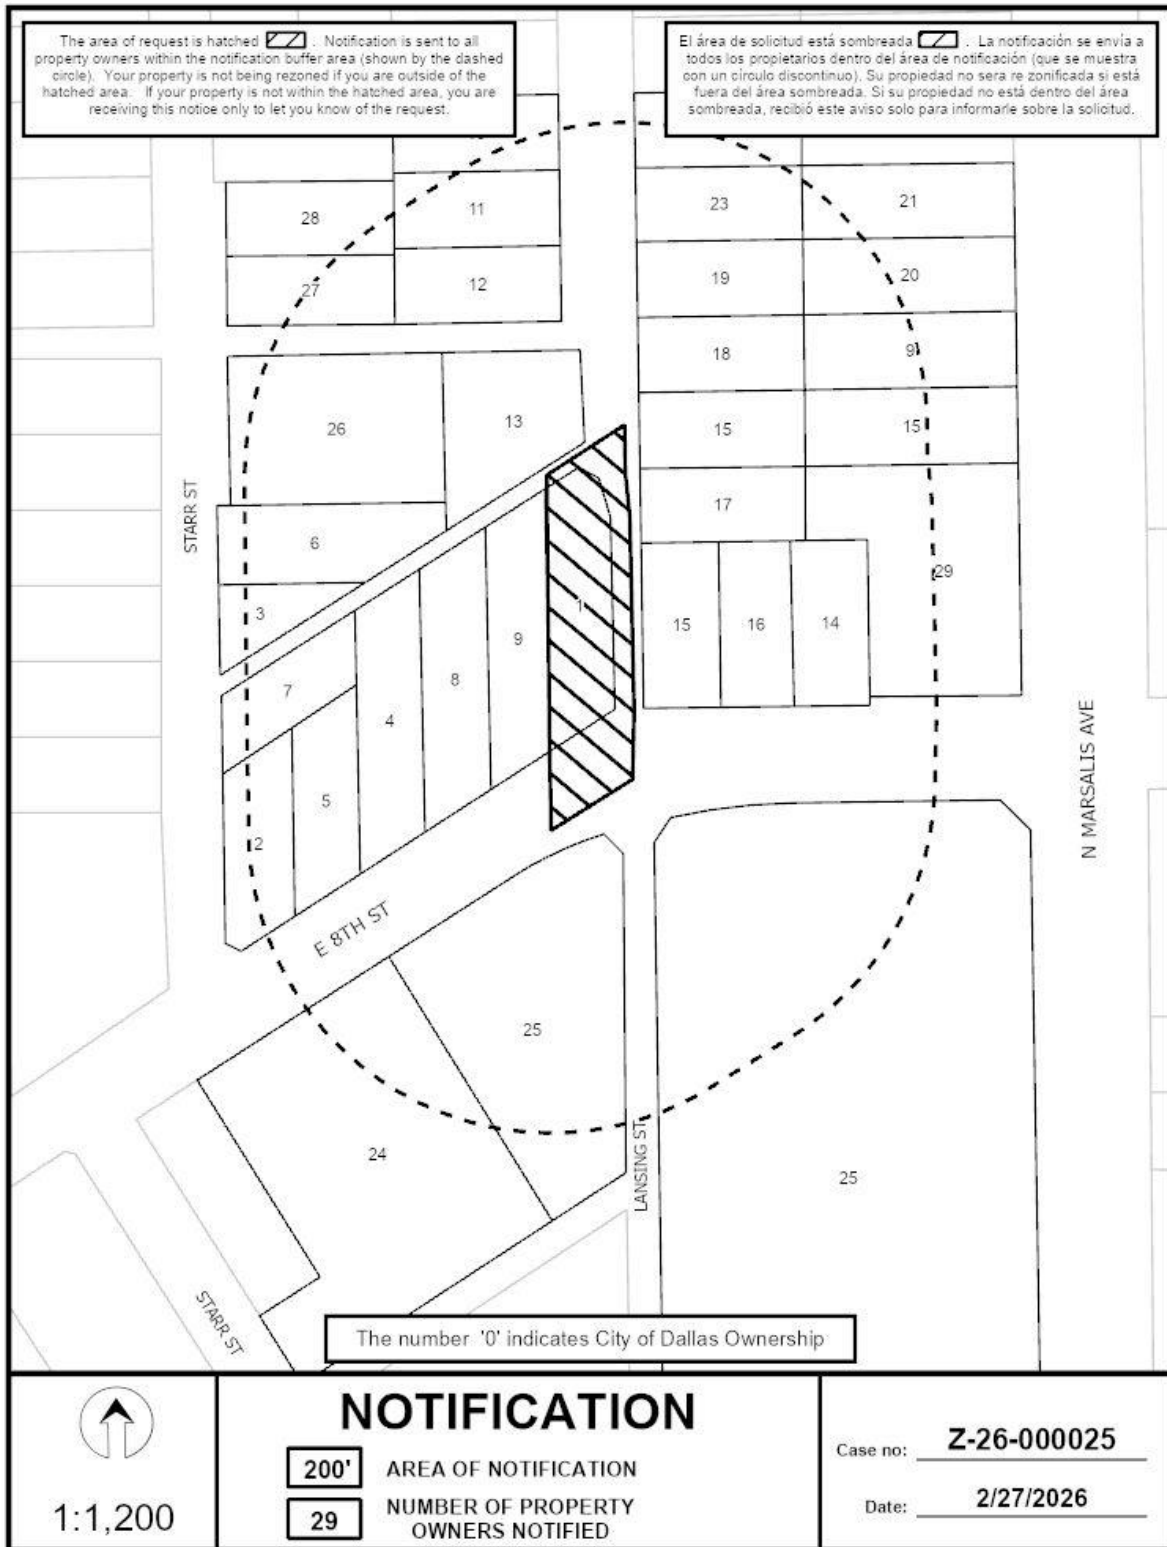 The area of request is hatched . Notification is sent to all
property owners within the notification buffer area (shown by the dashed
circle). Your property is not being rezoned if you are outside of the
hatched area. If your property is not within the hatched area, you are
receiving this notice only to let you know of the request.
El área de solicitud está sombreada . La notificación se envía a
todos los propietarios dentro del área de notificación (que se muestra
con un círculo discontinuo). Su propiedad no sera re zonificada si está
fuera del área sombreada. Si su propiedad no está dentro del área
sombreada, recibió este aviso solo para informarle sobre la solicitud.
28
11
23
21
27
12
19
20
18
9
26
13
15
15
17
STARR ST
6
3
1
29
15
16
14
9
8
7
4
5
2
N MARSALIS AVE
E 8TH ST
25
24
LANSING ST
25
STARR ST
The number '0' indicates City of Dallas Ownership
1:1,200
NOTIFICATION
200' AREA OF NOTIFICATION
29 NUMBER OF PROPERTY
OWNERS NOTIFIED
Case no: Z-26-000025
Date: 2/27/2026